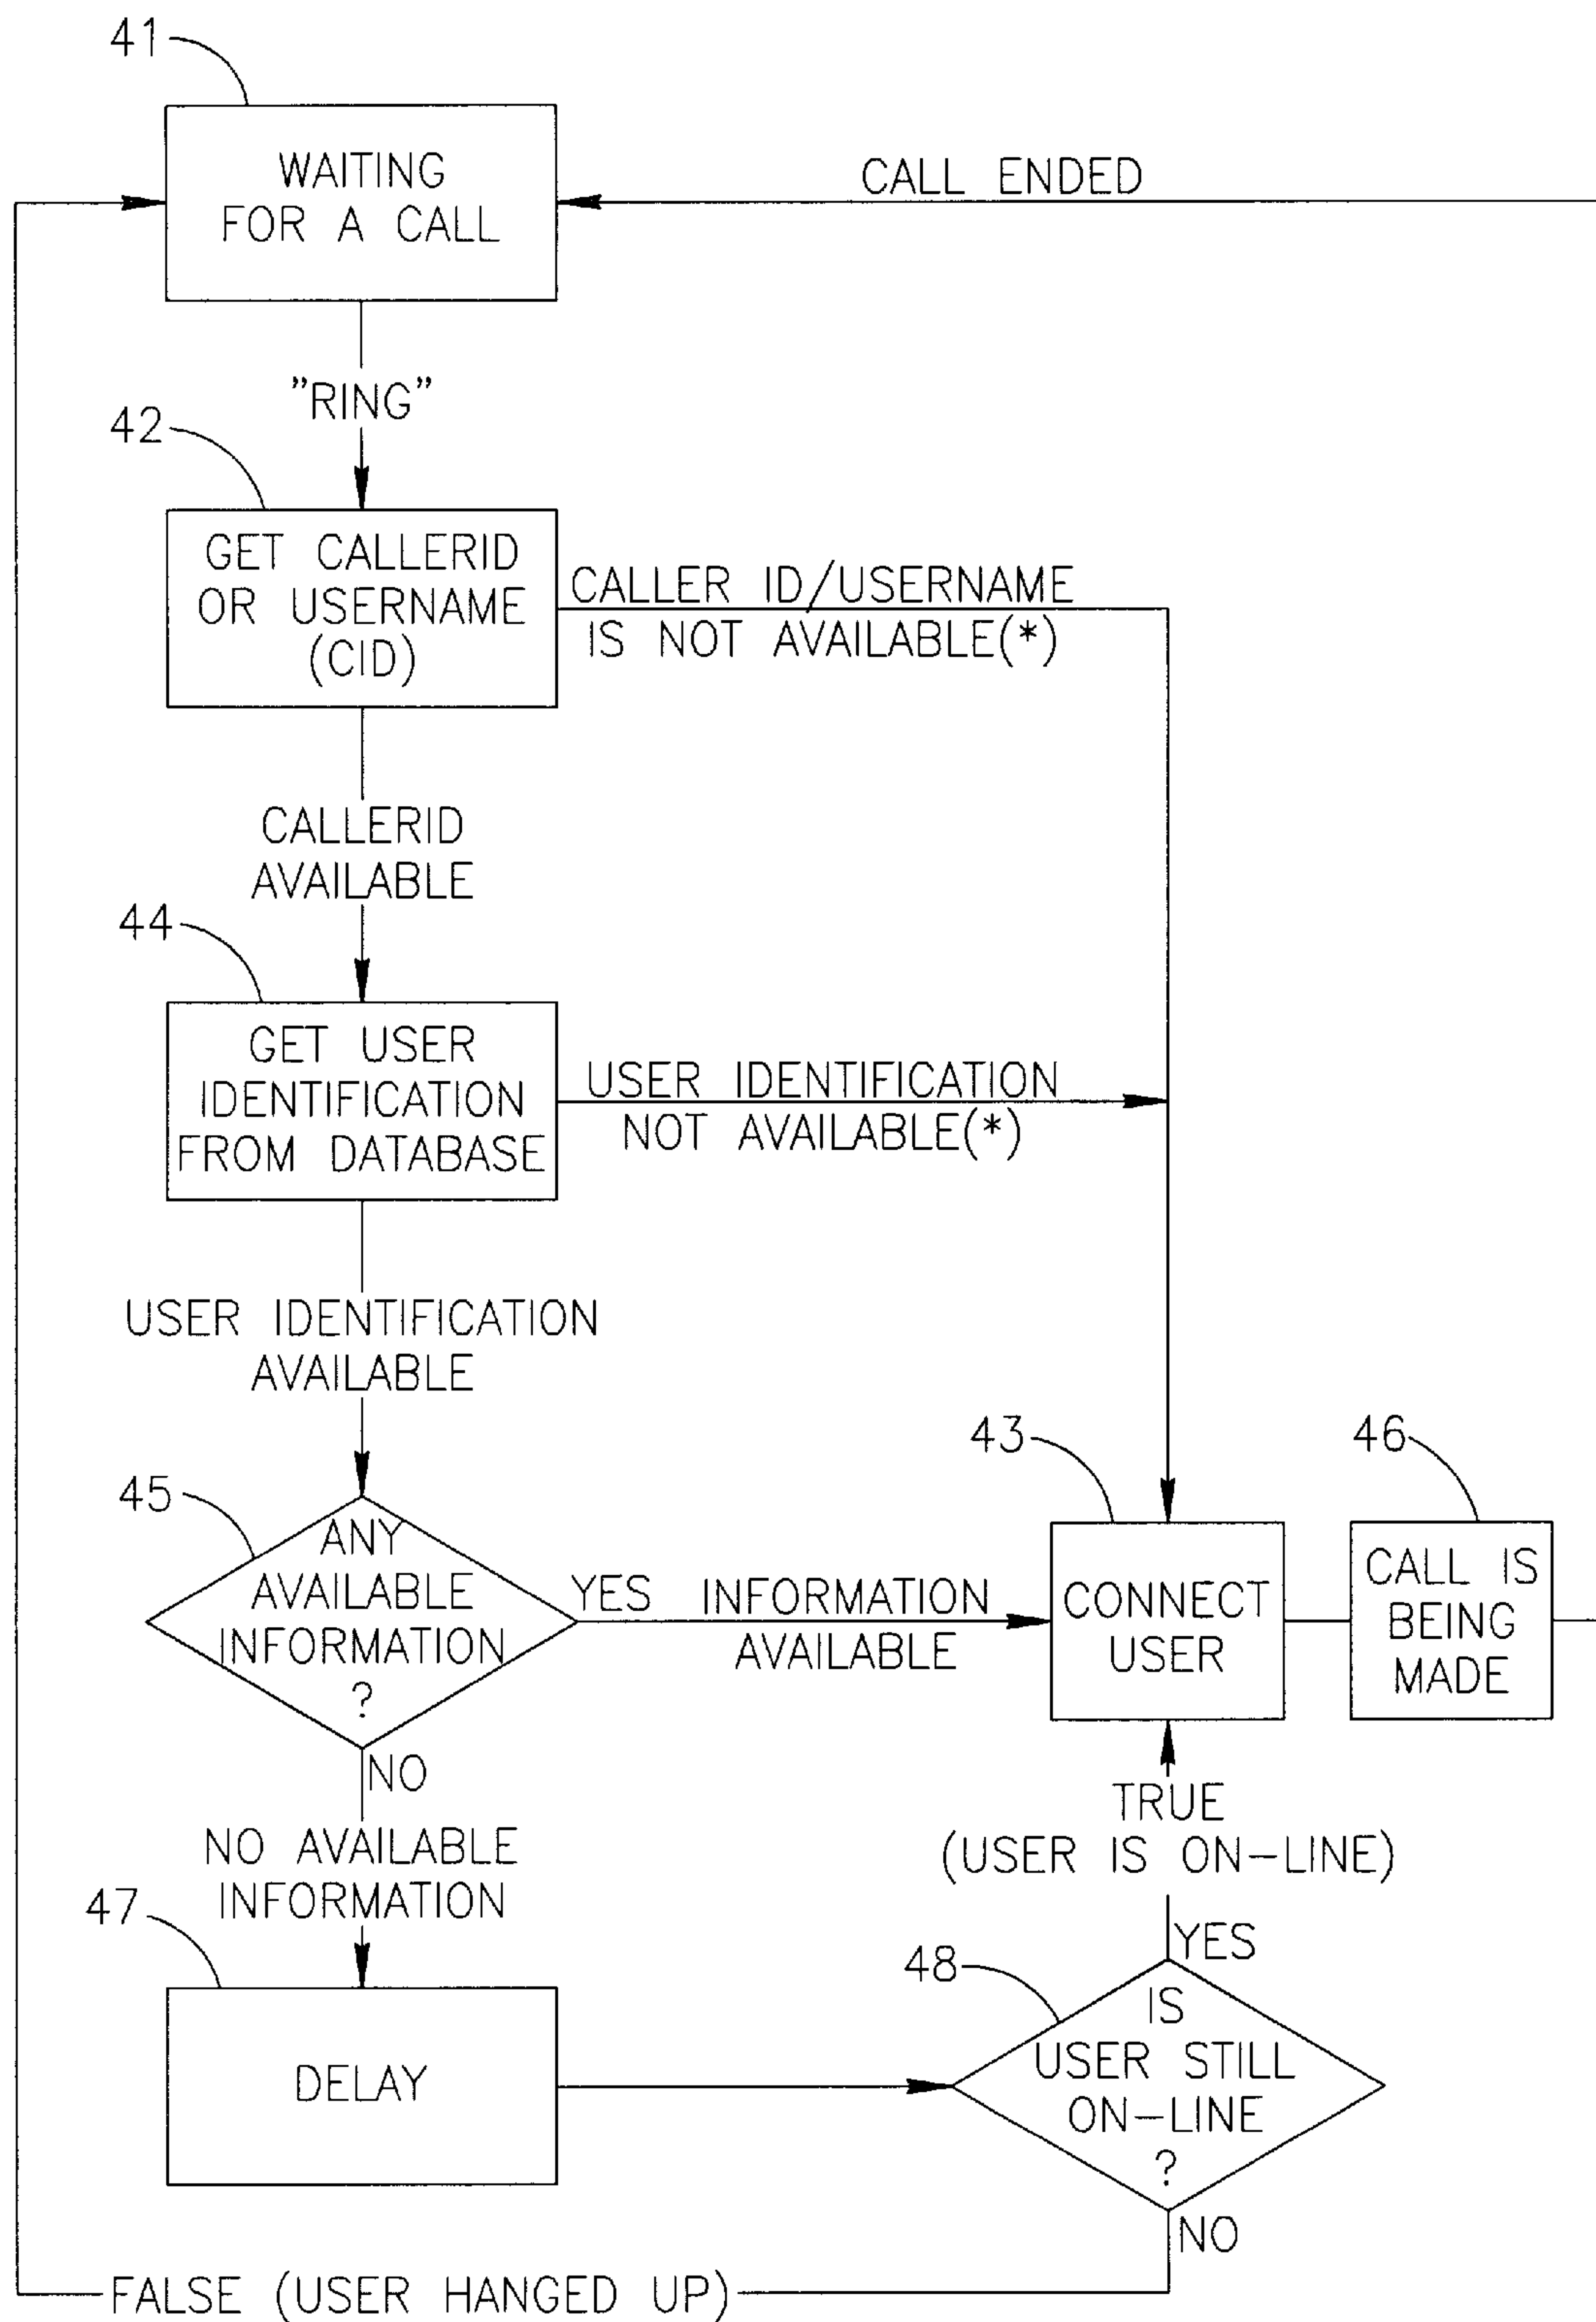 41
WAITING
FOR A CALL
CALL ENDED
"RING"
42
GET CALLERID
OR USERNAME
(CID)
CALLER ID/USERNAME
IS NOT AVAILABLE(*)
CALLERID
AVAILABLE
44
GET USER
IDENTIFICATION
FROM DATABASE
USER IDENTIFICATION
NOT AVAILABLE(*)
USER IDENTIFICATION
AVAILABLE
45
ANY
AVAILABLE
INFORMATION
?
YES INFORMATION
AVAILABLE
43
CONNECT
USER
46
CALL IS
BEING
MADE
NO
NO AVAILABLE
INFORMATION
TRUE
(USER IS ON-LINE)
47
DELAY
YES
48
IS
USER STILL
ON-LINE
?
NO
FALSE (USER HANGED UP)